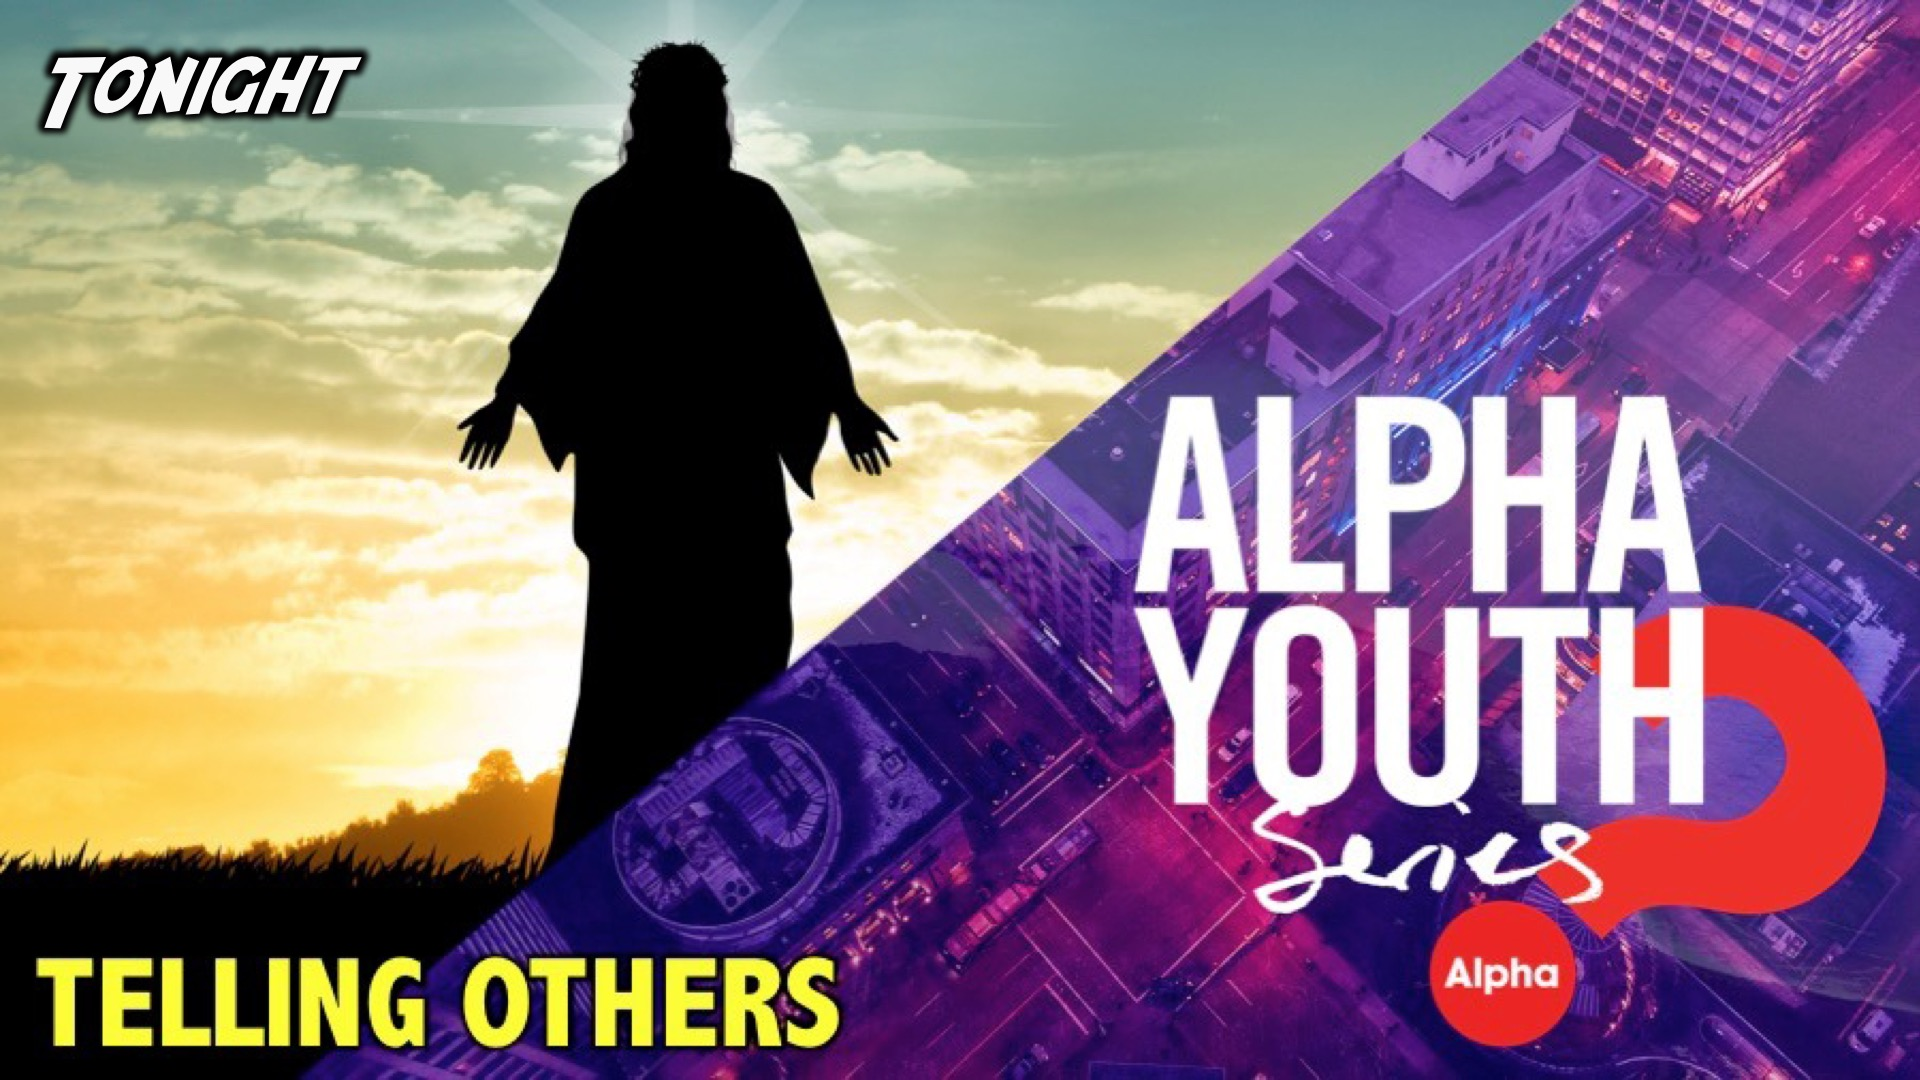 TONIGHT
ALPHA
YOUTH
Series
Alpha
TELLING OTHERS